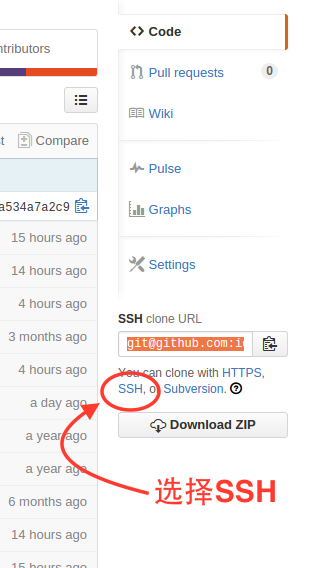 Code
Pull requests 0
Wiki
Pulse
Graphs
Settings
SSH clone URL
git@github.com:i
You can clone with HTTPS,
SSH, or Subversion.
Download ZIP
选择SSH
Compare
a534a7a2c9
15 hours ago
14 hours ago
4 hours ago
3 months ago
4 hours ago
a day ago
a year ago
a year ago
6 months ago
14 hours ago
15 hours ago